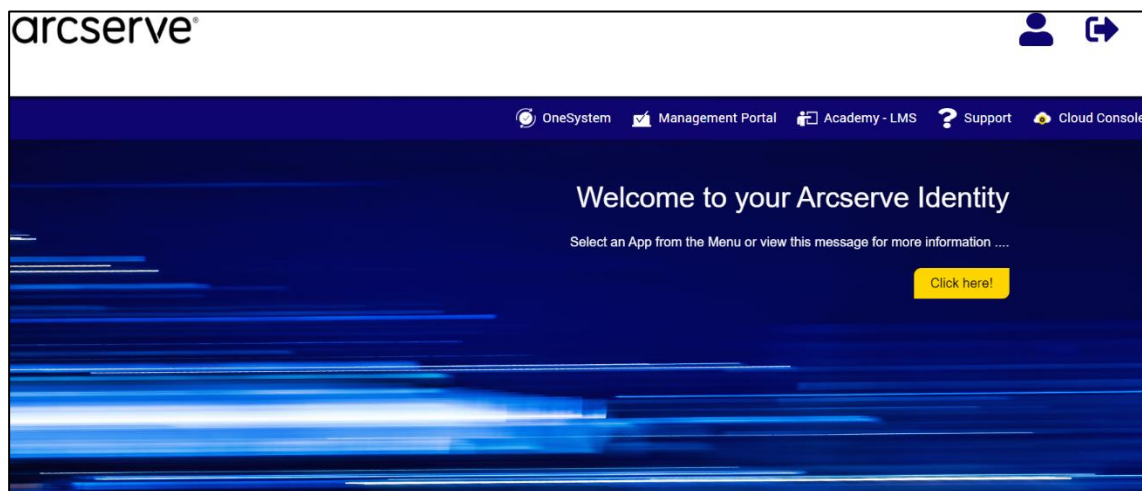 arcserve®
OneSystem Management Portal Academy - LMS Support Cloud Console
Welcome to your Arcserve Identity
Select an App from the Menu or view this message for more information ....
Click here!